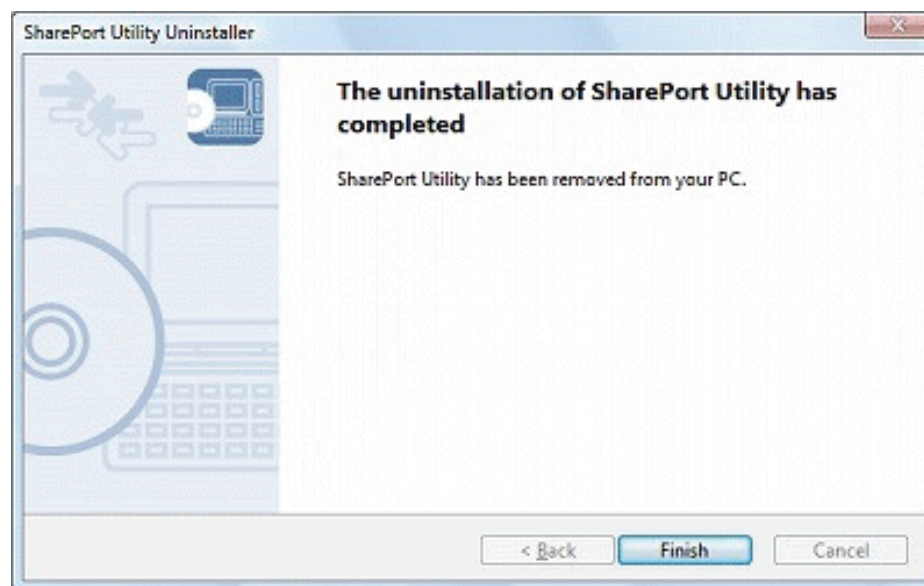 SharePort Utility Uninstaller
The uninstallation of SharePort Utility has
completed
SharePort Utility has been removed from your PC.
< Back
Finish
Cancel